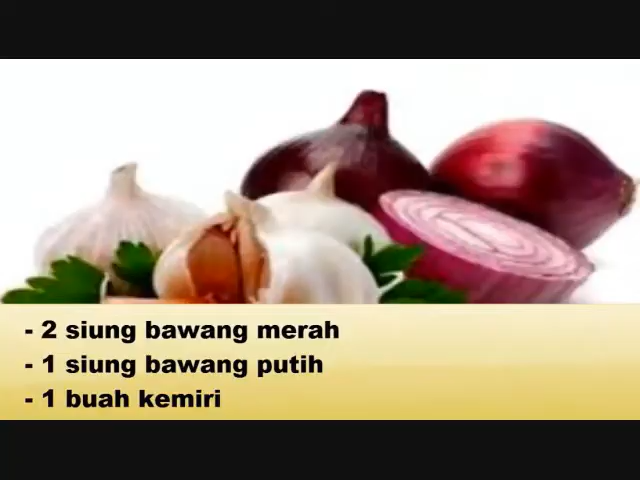 - 2 siung bawang merah
- 1 siung bawang putih
- 1 buah kemiri